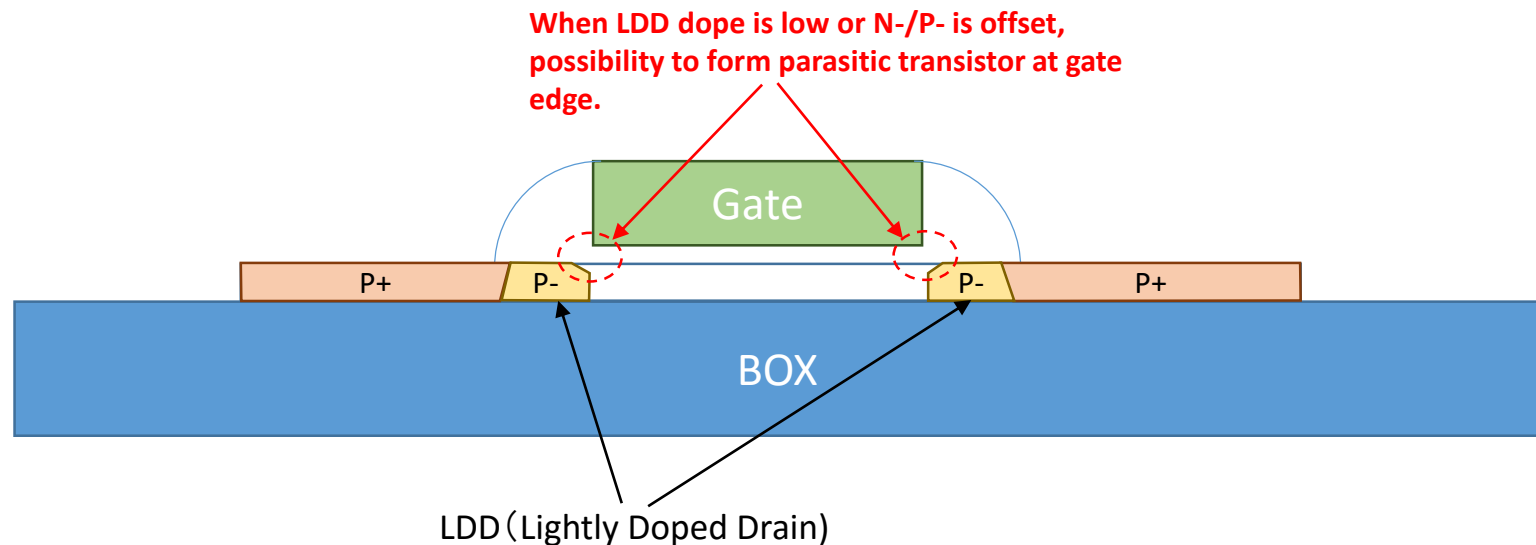 When LDD dope is low or N-/P- is offset,
possibility to form parasitic transistor at gate
edge.
Gate
P+
P-
P-
P+
BOX
LDD（Lightly Doped Drain)